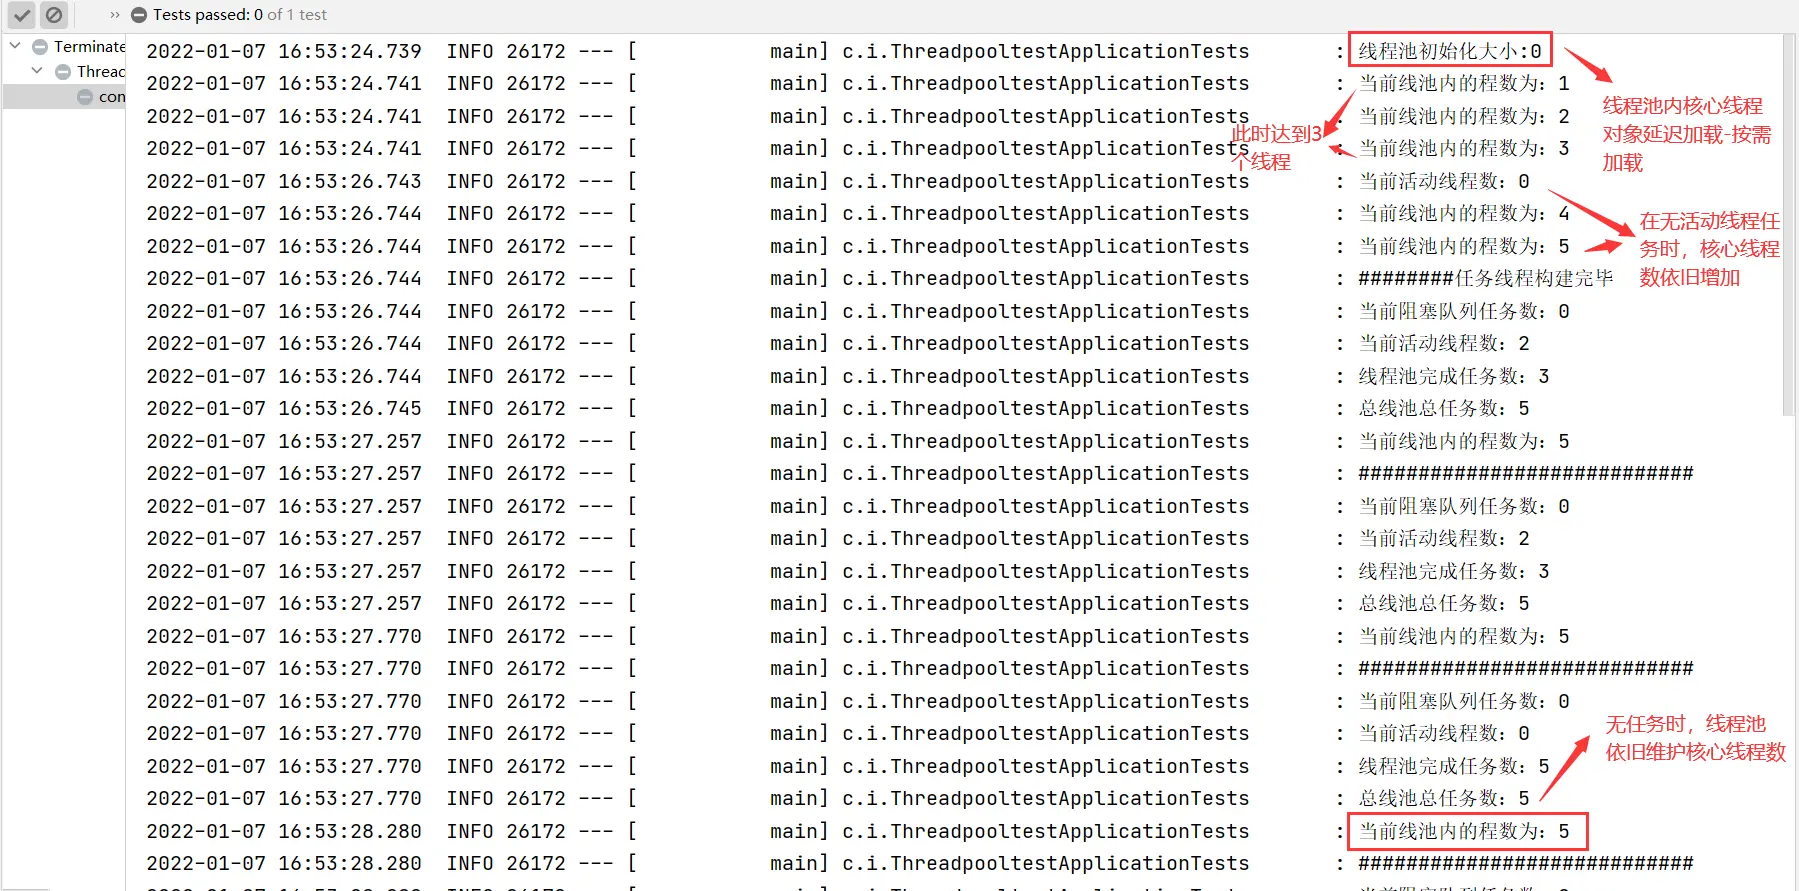 Tests passed: 0 of 1 test
Terminate
Thread
con
2022-01-07 16:53:24.739 INFO 26172 --- [ main] c.i.ThreadpooltestApplicationTests : 线程池初始化大小:0
2022-01-07 16:53:24.741 INFO 26172 --- [ main] c.i.ThreadpooltestApplicationTests : 当前线池内的程数为：1
2022-01-07 16:53:24.741 INFO 26172 --- [ main] c.i.ThreadpooltestApplicationTests : 当前线池内的程数为：2
2022-01-07 16:53:24.741 INFO 26172 --- [ main] c.i.ThreadpooltestApplicationTests : 当前线池内的程数为：3
2022-01-07 16:53:26.743 INFO 26172 --- [ main] c.i.ThreadpooltestApplicationTests : 当前活动线程数：0
2022-01-07 16:53:26.744 INFO 26172 --- [ main] c.i.ThreadpooltestApplicationTests : 当前线池内的程数为：4
2022-01-07 16:53:26.744 INFO 26172 --- [ main] c.i.ThreadpooltestApplicationTests : 当前线池内的程数为：5
2022-01-07 16:53:26.744 INFO 26172 --- [ main] c.i.ThreadpooltestApplicationTests : ########任务线程构建完毕
2022-01-07 16:53:26.744 INFO 26172 --- [ main] c.i.ThreadpooltestApplicationTests : 当前阻塞队列任务数：0
2022-01-07 16:53:26.744 INFO 26172 --- [ main] c.i.ThreadpooltestApplicationTests : 当前活动线程数：2
2022-01-07 16:53:26.744 INFO 26172 --- [ main] c.i.ThreadpooltestApplicationTests : 线程池完成任务数：3
2022-01-07 16:53:26.745 INFO 26172 --- [ main] c.i.ThreadpooltestApplicationTests : 总线池总任务数：5
2022-01-07 16:53:27.257 INFO 26172 --- [ main] c.i.ThreadpooltestApplicationTests : 当前线池内的程数为：5
2022-01-07 16:53:27.257 INFO 26172 --- [ main] c.i.ThreadpooltestApplicationTests : ############################
2022-01-07 16:53:27.257 INFO 26172 --- [ main] c.i.ThreadpooltestApplicationTests : 当前阻塞队列任务数：0
2022-01-07 16:53:27.257 INFO 26172 --- [ main] c.i.ThreadpooltestApplicationTests : 当前活动线程数：2
2022-01-07 16:53:27.257 INFO 26172 --- [ main] c.i.ThreadpooltestApplicationTests : 线程池完成任务数：3
2022-01-07 16:53:27.257 INFO 26172 --- [ main] c.i.ThreadpooltestApplicationTests : 总线池总任务数：5
2022-01-07 16:53:27.770 INFO 26172 --- [ main] c.i.ThreadpooltestApplicationTests : 当前线池内的程数为：5
2022-01-07 16:53:27.770 INFO 26172 --- [ main] c.i.ThreadpooltestApplicationTests : ############################
2022-01-07 16:53:27.770 INFO 26172 --- [ main] c.i.ThreadpooltestApplicationTests : 当前阻塞队列任务数：0
2022-01-07 16:53:27.770 INFO 26172 --- [ main] c.i.ThreadpooltestApplicationTests : 当前活动线程数：0
2022-01-07 16:53:27.770 INFO 26172 --- [ main] c.i.ThreadpooltestApplicationTests : 线程池完成任务数：5
2022-01-07 16:53:27.770 INFO 26172 --- [ main] c.i.ThreadpooltestApplicationTests : 总线池总任务数：5
2022-01-07 16:53:28.280 INFO 26172 --- [ main] c.i.ThreadpooltestApplicationTests : 当前线池内的程数为：5
2022-01-07 16:53:28.280 INFO 26172 --- [ main] c.i.ThreadpooltestApplicationTests : ############################
此时达到3
个线程
线程池内核心线程
对象延迟加载-按需
加载
在无活动线程任
务时，核心线程
数依旧增加
无任务时，线程池
依旧维护核心线程数